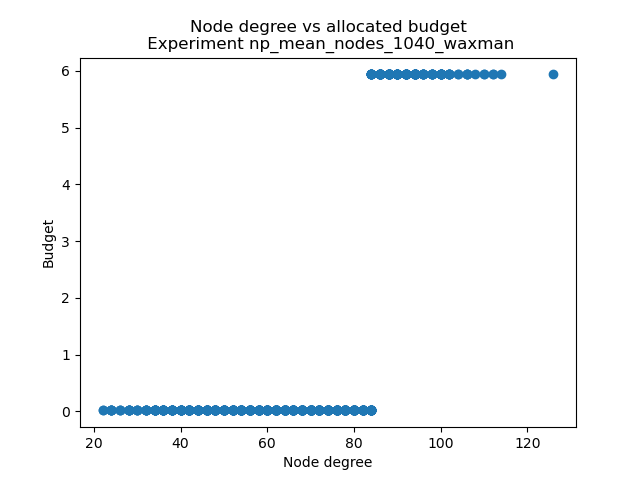 Node degree vs allocated budget
Experiment np_mean_nodes_1040_waxman
6
5
4
3
2
1
0
Budget
20 40 60 80 100 120
Node degree